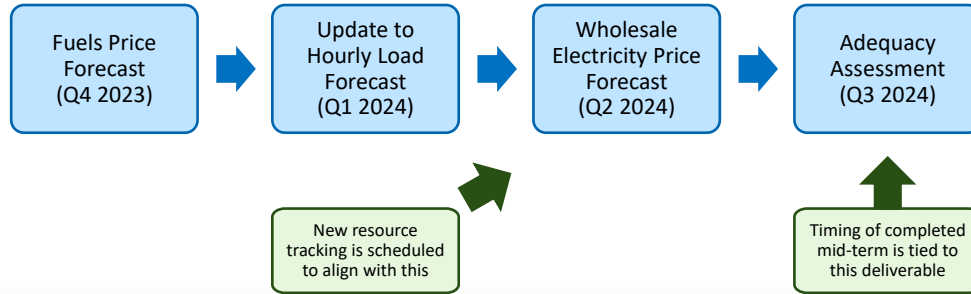 Fuels Price
Forecast
(Q4 2023)
Update to
Hourly Load
Forecast
(Q1 2024)
Wholesale
Electricity Price
Forecast
(Q2 2024)
Adequacy
Assessment
(Q3 2024)
New resource
tracking is scheduled
to align with this
Timing of completed
mid-term is tied to
this deliverable